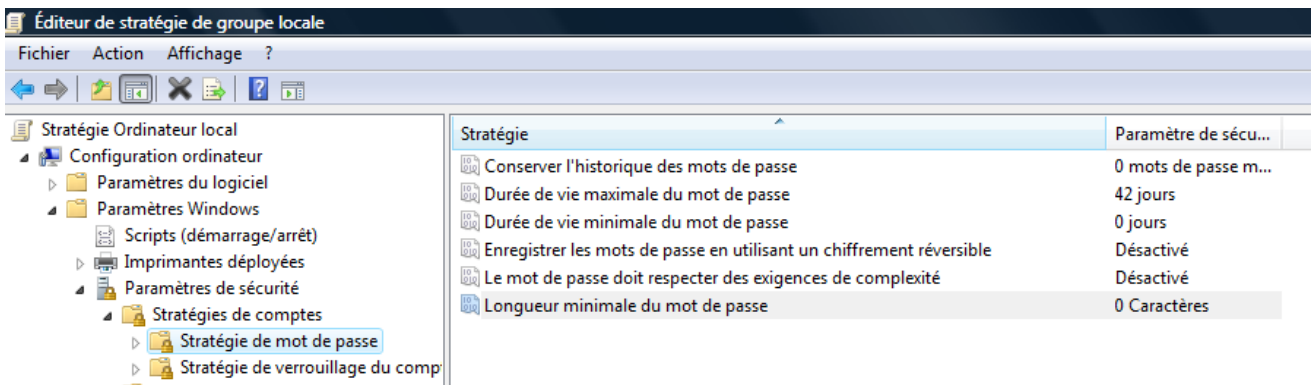 Éditeur de stratégie de groupe locale
Fichier Action Affichage ?
Stratégie Ordinateur local
Configuration ordinateur
Paramètres du logiciel
Paramètres Windows
Scripts (démarrage/arrêt)
Imprimantes déployées
Paramètres de sécurité
Stratégies de comptes
Stratégie de mot de passe
Stratégie de verrouillage du comp
Stratégie Paramètre de sécu...
Conserver l'historique des mots de passe 0 mots de passe m...
Durée de vie maximale du mot de passe 42 jours
Durée de vie minimale du mot de passe 0 jours
Enregistrer les mots de passe en utilisant un chiffrement réversible Désactivé
Le mot de passe doit respecter des exigences de complexité Désactivé
Longueur minimale du mot de passe 0 Caractères